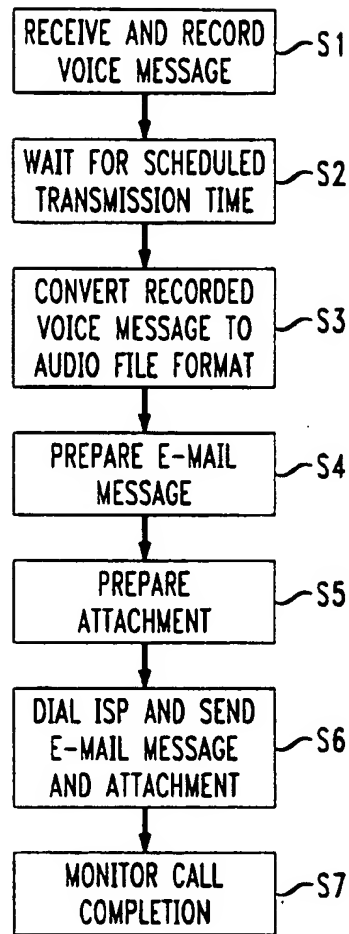 RECEIVE AND RECORD
VOICE MESSAGE
S1
WAIT FOR SCHEDULED
TRANSMISSION TIME
S2
CONVERT RECORDED
VOICE MESSAGE TO
AUDIO FILE FORMAT
S3
PREPARE E-MAIL
MESSAGE
S4
PREPARE
ATTACHMENT
S5
DIAL ISP AND SEND
E-MAIL MESSAGE
AND ATTACHMENT
S6
MONITOR CALL
COMPLETION
S7